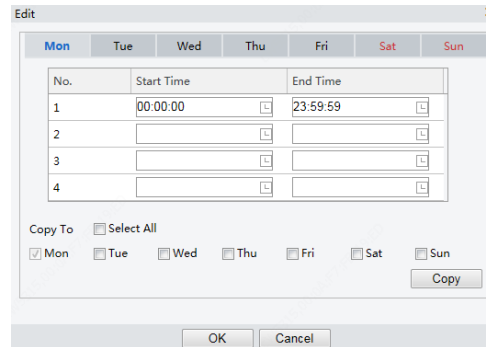 Edit
Mon Tue Wed Thu Fri Sat Sun
No. Start Time End Time
1 00:00:00 23:59:59
2
3
4
Copy To Select All
Mon Tue Wed Thu Fri Sat Sun
Copy
OK Cancel